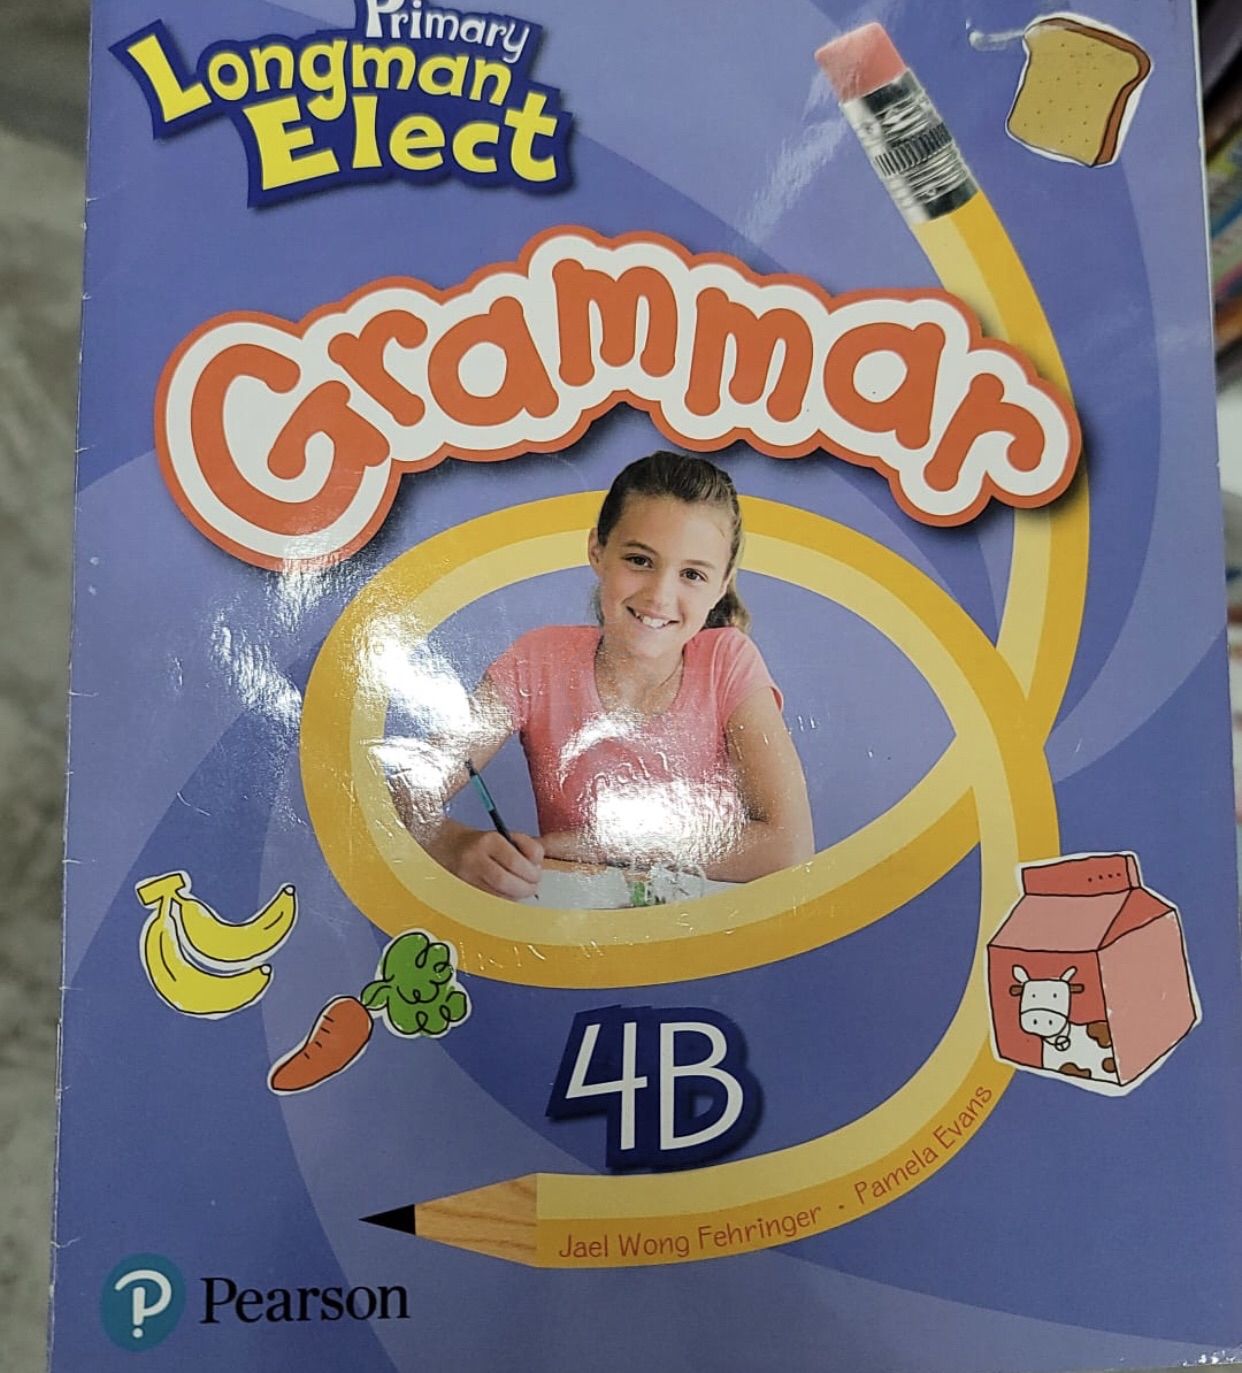 Primary
Longman
Elect
Grammar
4B
Jael Wong Fehringer . Pamela Evans
Pearson